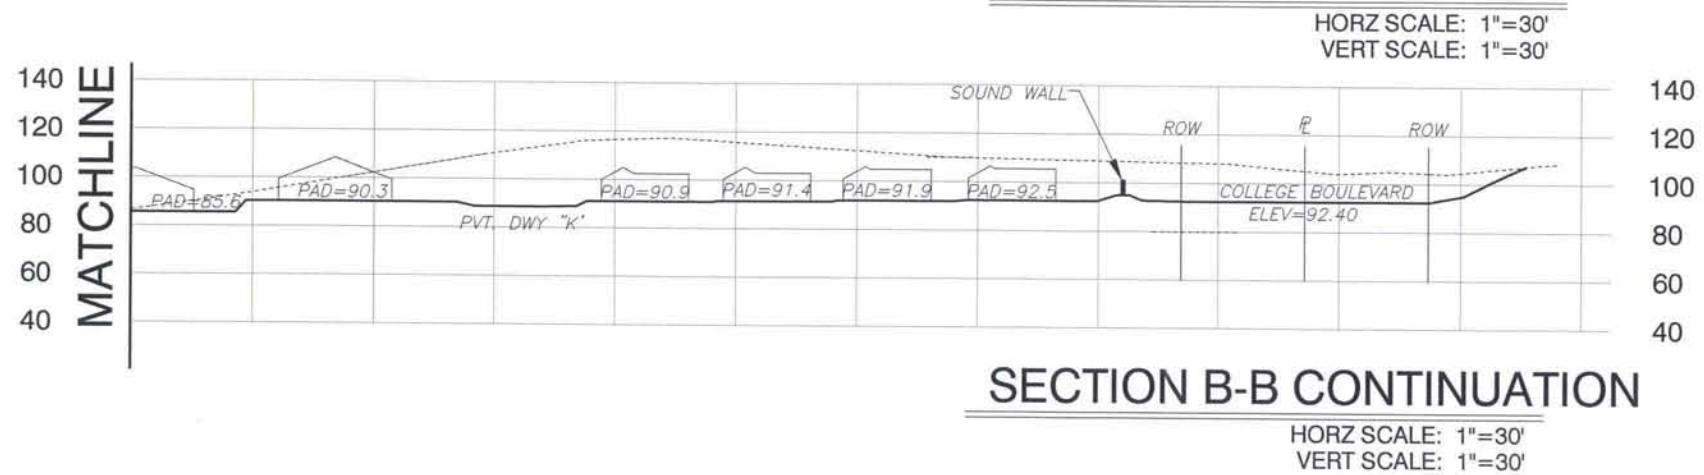 HORZ SCALE: 1"=30'
VERT SCALE: 1"=30'
MATCHLINE
140
120
100
80
60
40
SOUND WALL
ROW
PL
ROW
PAD=85.6
PAD=90.3
PAD=90.9
PAD=91.4
PAD=91.9
PAD=92.5
COLLEGE BOULEVARD
ELEV=92.40
PVT. DWY "K"
140
120
100
80
60
40
SECTION B-B CONTINUATION
HORZ SCALE: 1"=30'
VERT SCALE: 1"=30'